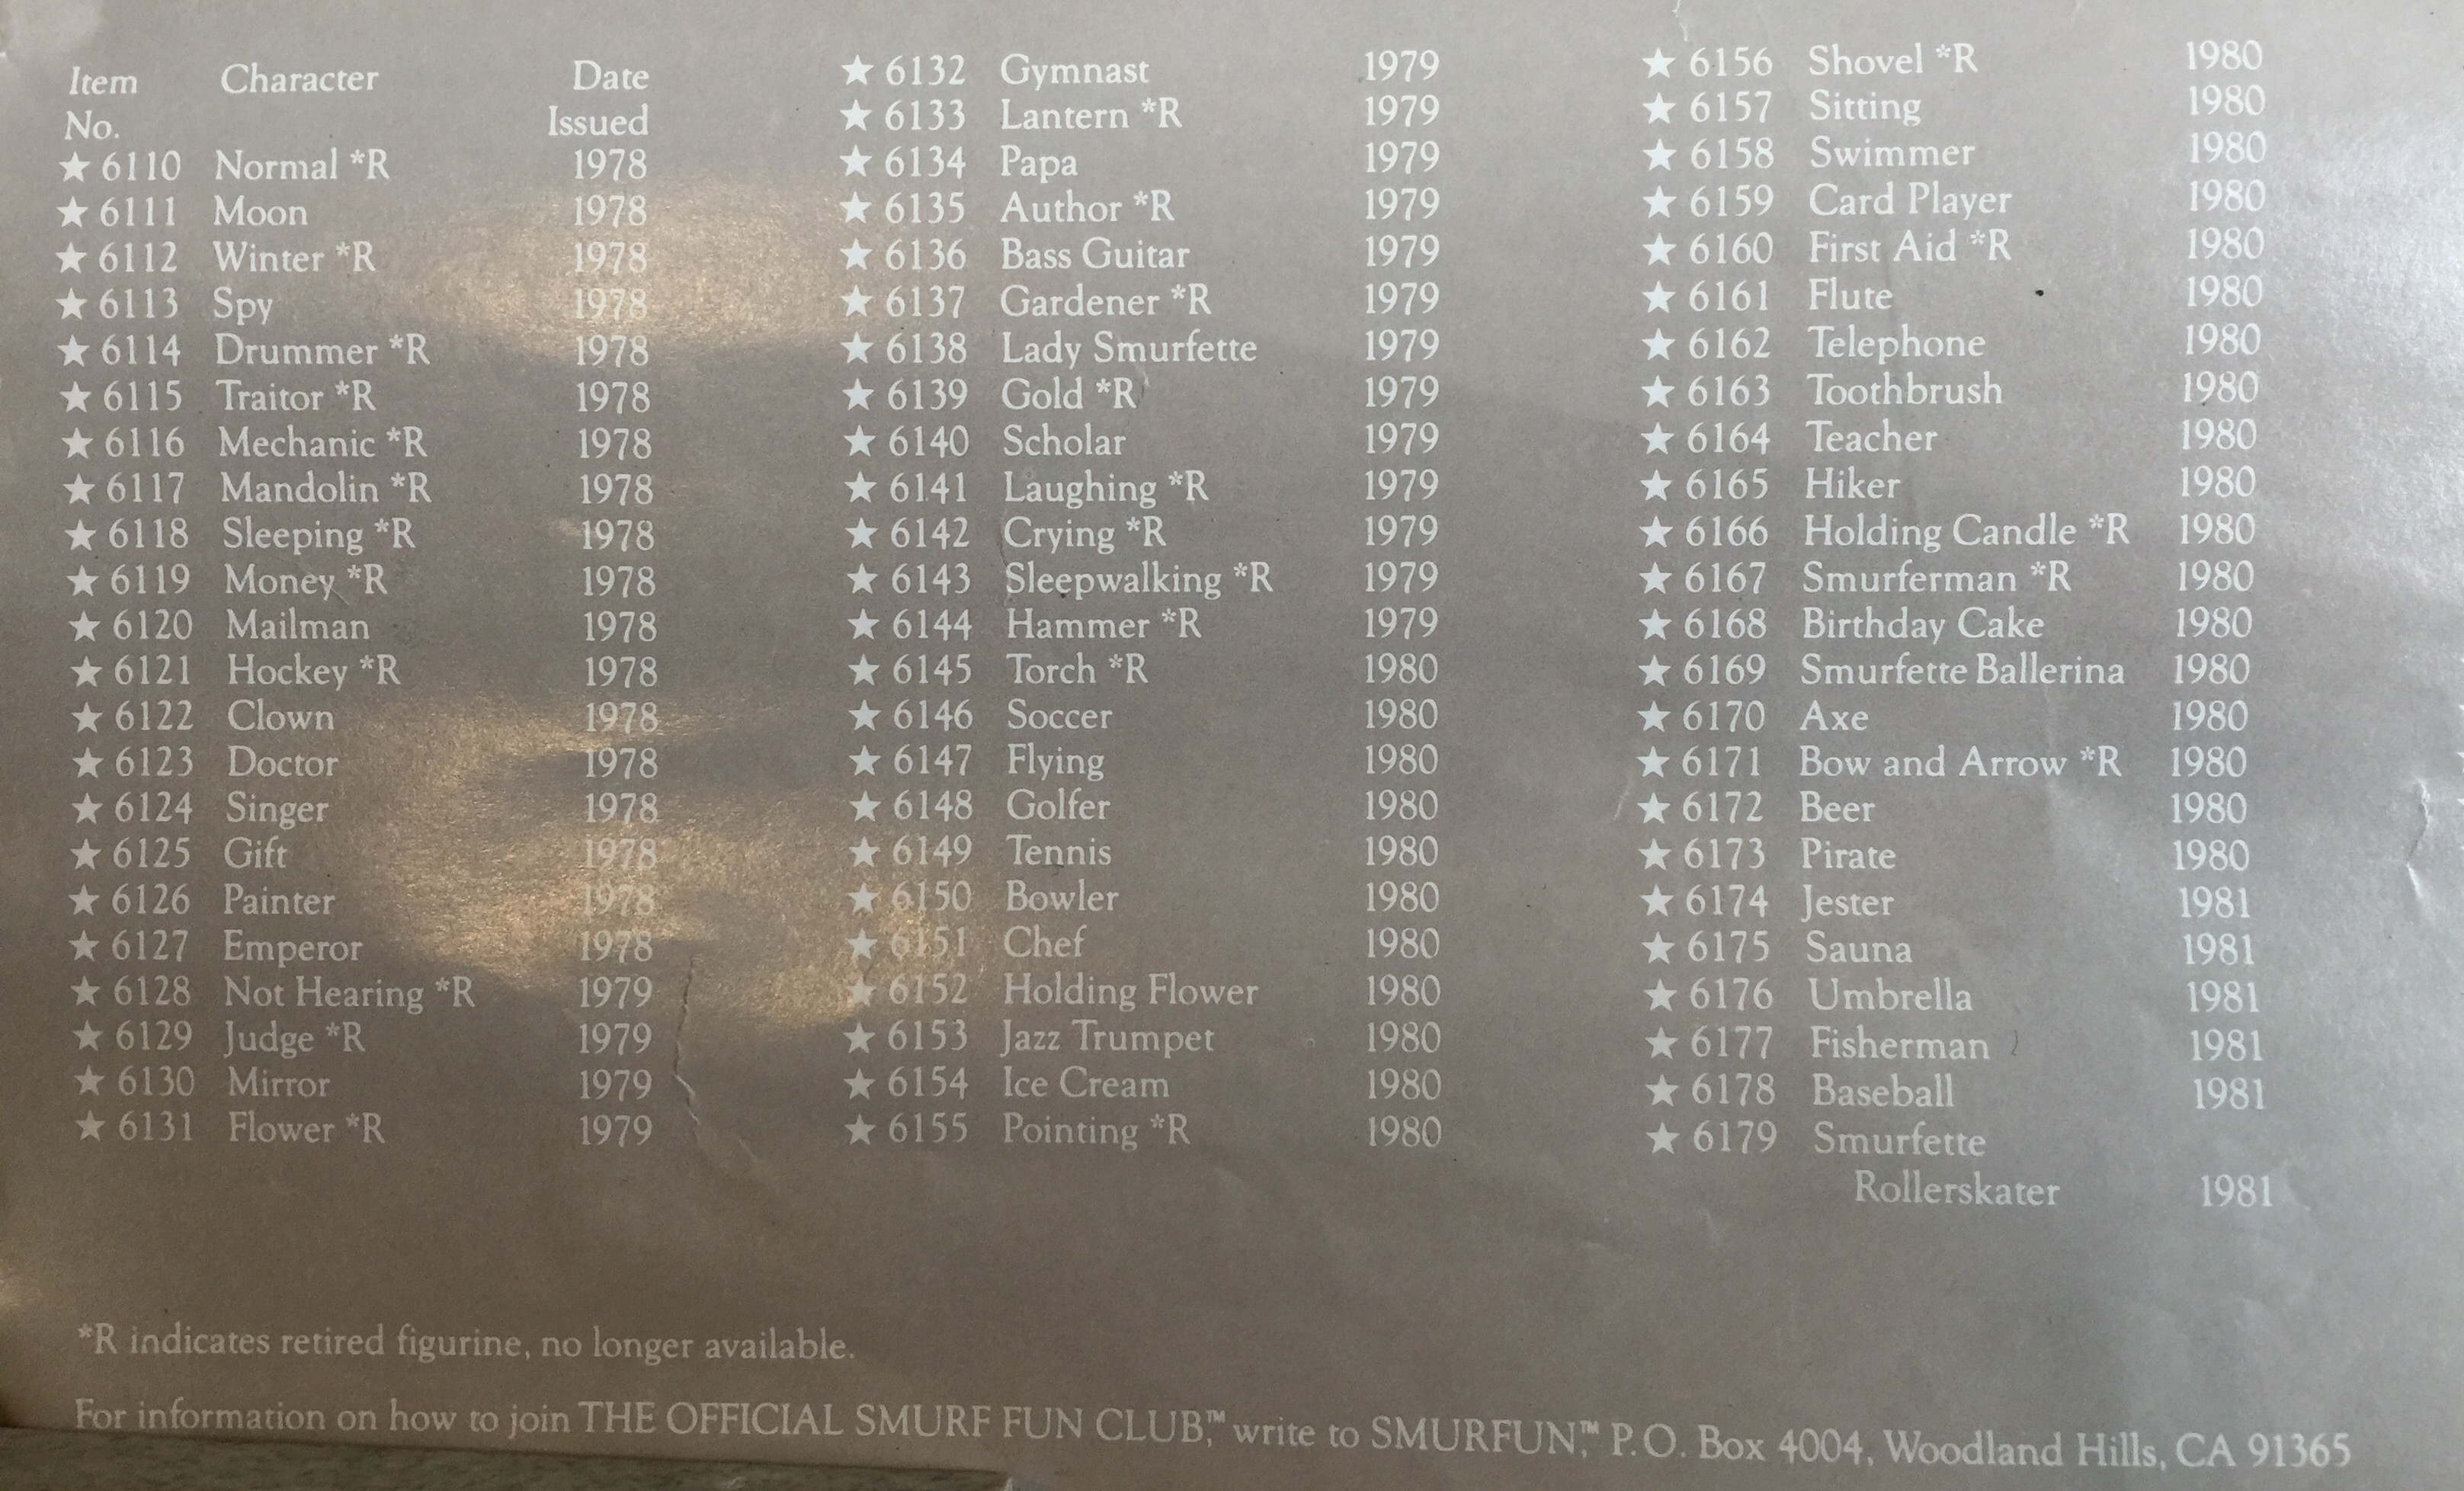 Item Character Date
No. Issued
★ 6110 Normal *R 1978
★ 6111 Moon 1978
★ 6112 Winter *R 1978
★ 6113 Spy 1978
★ 6114 Drummer *R 1978
★ 6115 Traitor *R 1978
★ 6116 Mechanic *R 1978
★ 6117 Mandolin *R 1978
★ 6118 Sleeping *R 1978
★ 6119 Money *R 1978
★ 6120 Mailman 1978
★ 6121 Hockey *R 1978
★ 6122 Clown 1978
★ 6123 Doctor 1978
★ 6124 Singer 1978
★ 6125 Gift 1978
★ 6126 Painter 1978
★ 6127 Emperor 1978
★ 6128 Not Hearing *R 1979
★ 6129 Judge *R 1979
★ 6130 Mirror 1979
★ 6131 Flower *R 1979
★ 6132 Gymnast 1979
★ 6133 Lantern *R 1979
★ 6134 Papa 1979
★ 6135 Author *R 1979
★ 6136 Bass Guitar 1979
★ 6137 Gardener *R 1979
★ 6138 Lady Smurfette 1979
★ 6139 Gold *R 1979
★ 6140 Scholar 1979
★ 6141 Laughing *R 1979
★ 6142 Crying *R 1979
★ 6143 Sleepwalking *R 1979
★ 6144 Hammer *R 1979
★ 6145 Torch *R 1980
★ 6146 Soccer 1980
★ 6147 Flying 1980
★ 6148 Golfer 1980
★ 6149 Tennis 1980
★ 6150 Bowler 1980
★ 6151 Chef 1980
★ 6152 Holding Flower 1980
★ 6153 Jazz Trumpet 1980
★ 6154 Ice Cream 1980
★ 6155 Pointing *R 1980
★ 6156 Shovel *R 1980
★ 6157 Sitting 1980
★ 6158 Swimmer 1980
★ 6159 Card Player 1980
★ 6160 First Aid *R 1980
★ 6161 Flute 1980
★ 6162 Telephone 1980
★ 6163 Toothbrush 1980
★ 6164 Teacher 1980
★ 6165 Hiker 1980
★ 6166 Holding Candle *R 1980
★ 6167 Smurferman *R 1980
★ 6168 Birthday Cake 1980
★ 6169 Smurfette Ballerina 1980
★ 6170 Axe 1980
★ 6171 Bow and Arrow *R 1980
★ 6172 Beer 1980
★ 6173 Pirate 1980
★ 6174 Jester 1981
★ 6175 Sauna 1981
★ 6176 Umbrella 1981
★ 6177 Fisherman 1981
★ 6178 Baseball 1981
★ 6179 Smurfette
Rollerskater 1981
*R indicates retired figurine, no longer available.
For information on how to join THE OFFICIAL SMURF FUN CLUB,™ write to SMURFUN,™ P.O. Box 4004, Woodland Hills, CA 91365